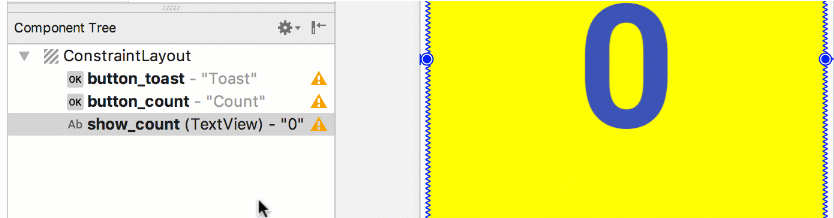 Component Tree
ConstraintLayout
OK button_toast - "Toast"
OK button_count - "Count"
Ab show_count (TextView) - "0"
0